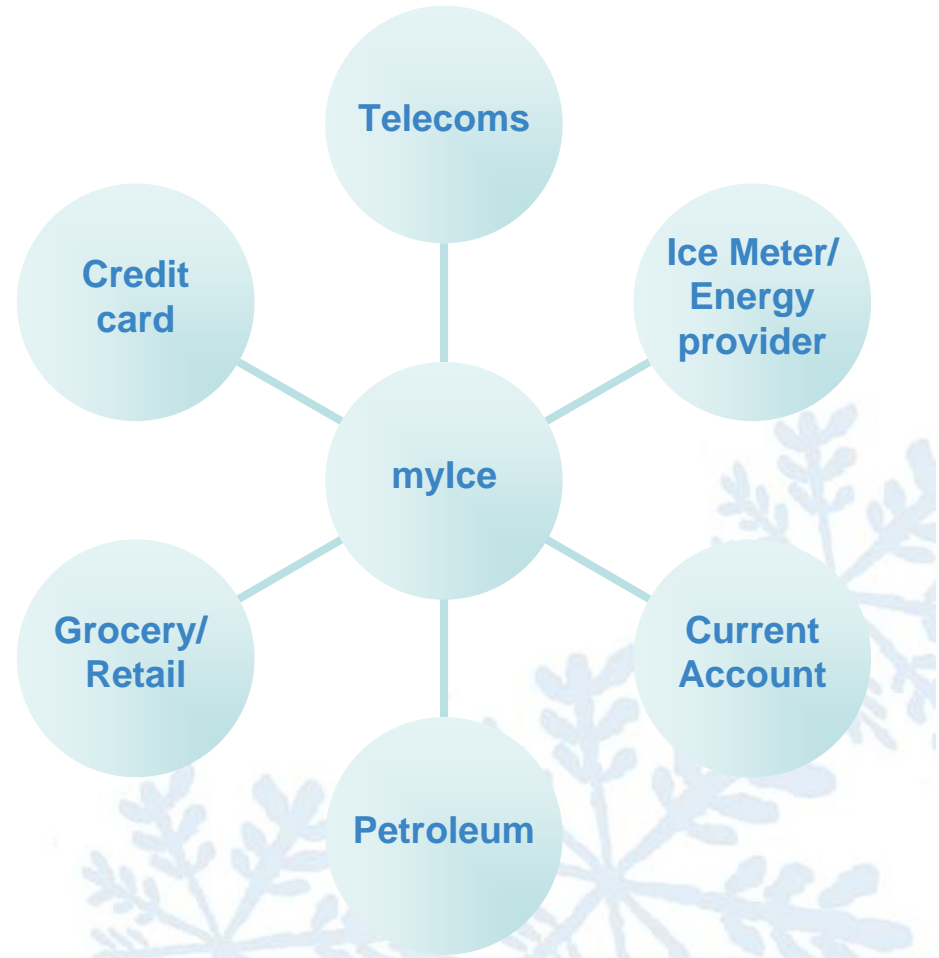 Telecoms
Ice Meter/
Energy
provider
Credit
card
myIce
Grocery/
Retail
Current
Account
Petroleum